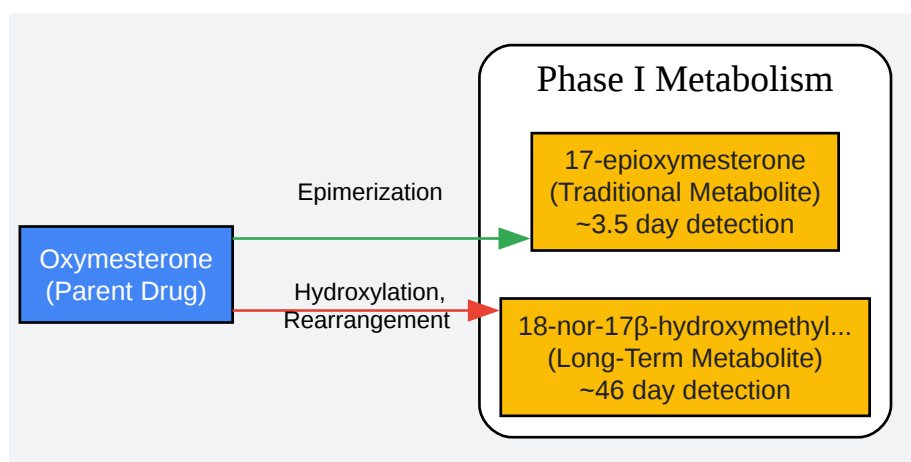 Phase I Metabolism
17-epioxymesterone
(Traditional Metabolite)
~3.5 day detection
Epimerization
Oxymesterone
(Parent Drug)
Hydroxylation,
Rearrangement
18-nor-17β-hydroxymethyl...
(Long-Term Metabolite)
~46 day detection